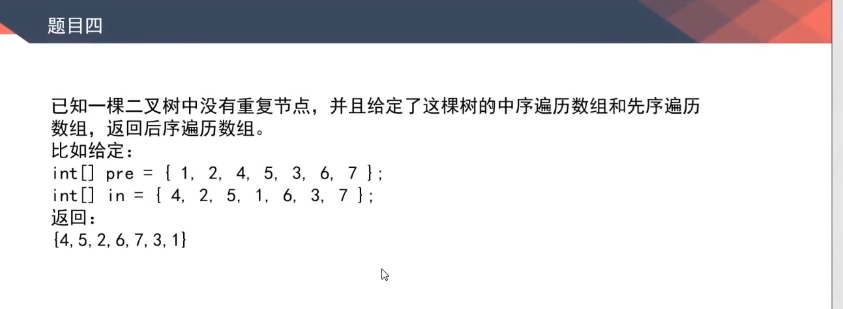 题目四
已知一棵二叉树中没有重复节点，并且给定了这棵树的中序遍历数组和先序遍历
数组，返回后序遍历数组。
比如给定：
int[] pre = { 1, 2, 4, 5, 3, 6, 7 };
int[] in = { 4, 2, 5, 1, 6, 3, 7 };
返回：
{4,5,2,6,7,3,1}